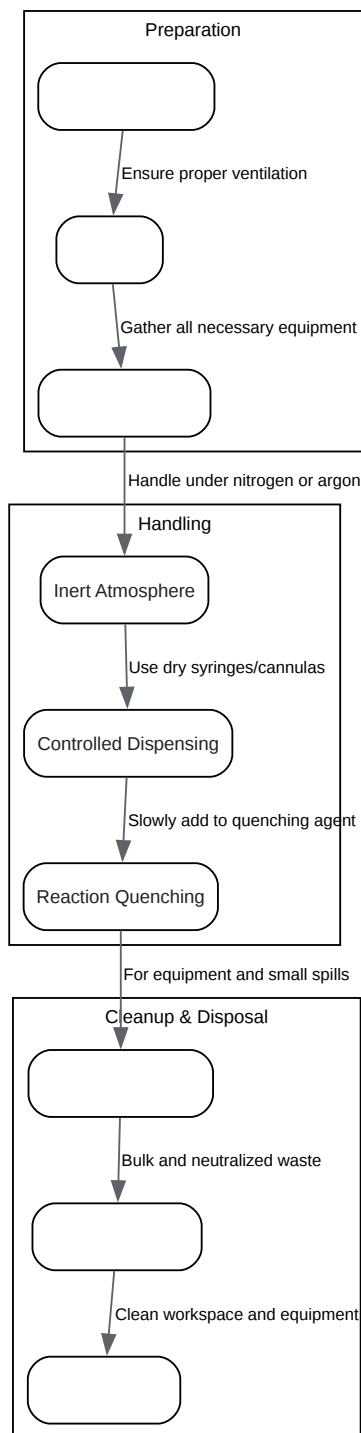 Preparation
Ensure proper ventilation
Gather all necessary equipment
Handle under nitrogen or argon
Handling
Inert Atmosphere
Use dry syringes/cannulas
Controlled Dispensing
Slowly add to quenching agent
Reaction Quenching
For equipment and small spills
Cleanup & Disposal
Bulk and neutralized waste
Clean workspace and equipment